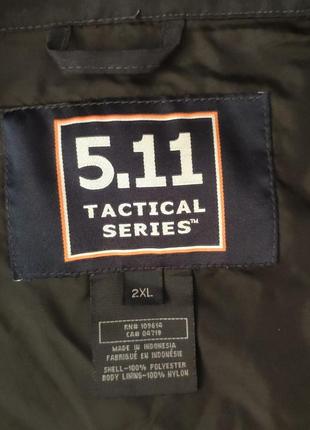 5.11
TACTICAL
SERIES™
2XL
RN# 109614
CA# 04719
MADE IN INDONESIA
FABRIQUÉ EN INDONÉSIE
SHELL-100% POLYESTER
BODY LINING-100% NYLON